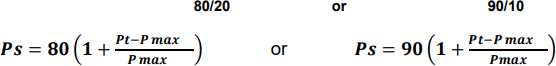 80/20 or 90/10
Ps = 80 (1 + (Pt−P max)/(P max)) or Ps = 90 (1 + (Pt−P max)/(Pmax))